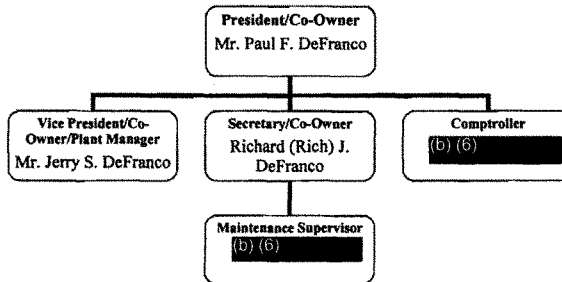 President/Co-Owner
Mr. Paul F. DeFranco
Vice President/Co-
Owner/Plant Manager
Mr. Jerry S. DeFranco
Secretary/Co-Owner
Richard (Rich) J.
DeFranco
Comptroller
(b) (6)
Maintenance Supervisor
(b) (6)